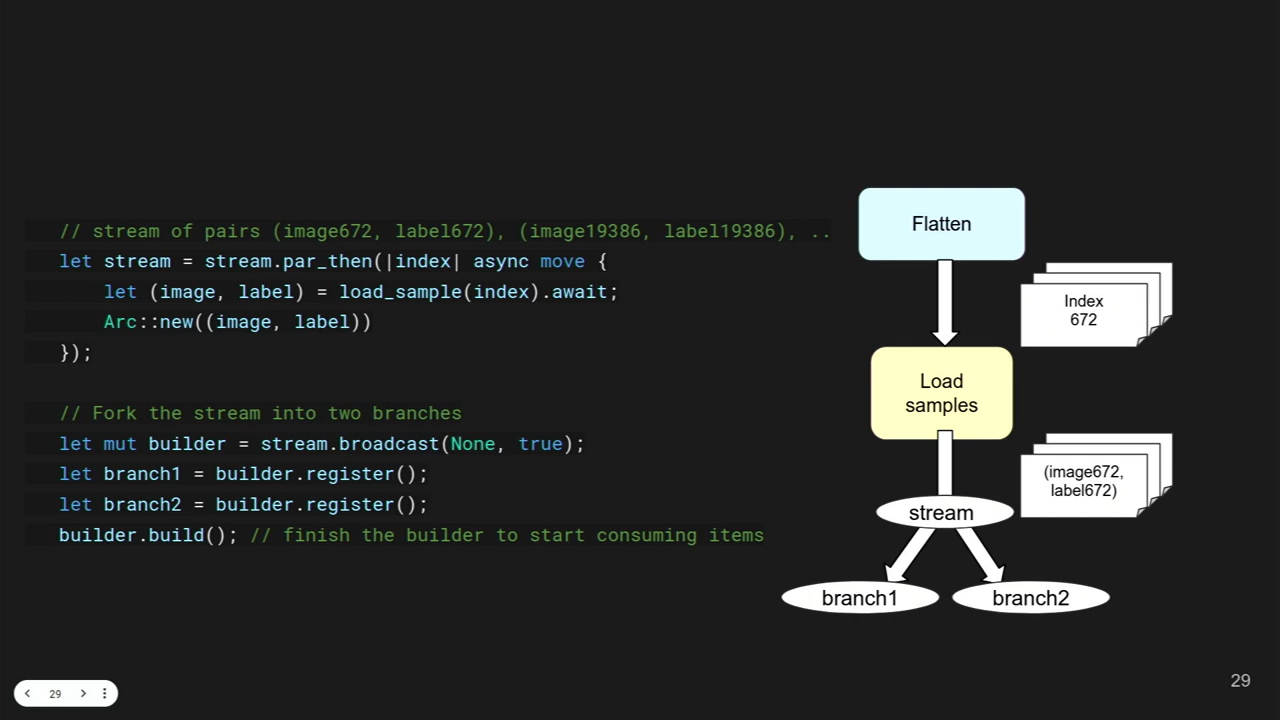 // stream of pairs (image672, label672), (image19386, label19386), ..
let stream = stream.par_then(|index| async move {
    let (image, label) = load_sample(index).await;
    Arc::new((image, label))
});
// Fork the stream into two branches
let mut builder = stream.broadcast(None, true);
let branch1 = builder.register();
let branch2 = builder.register();
builder.build(); // finish the builder to start consuming items
Flatten
Index
672
Load
samples
(image672,
label672)
stream
branch1
branch2
29
29